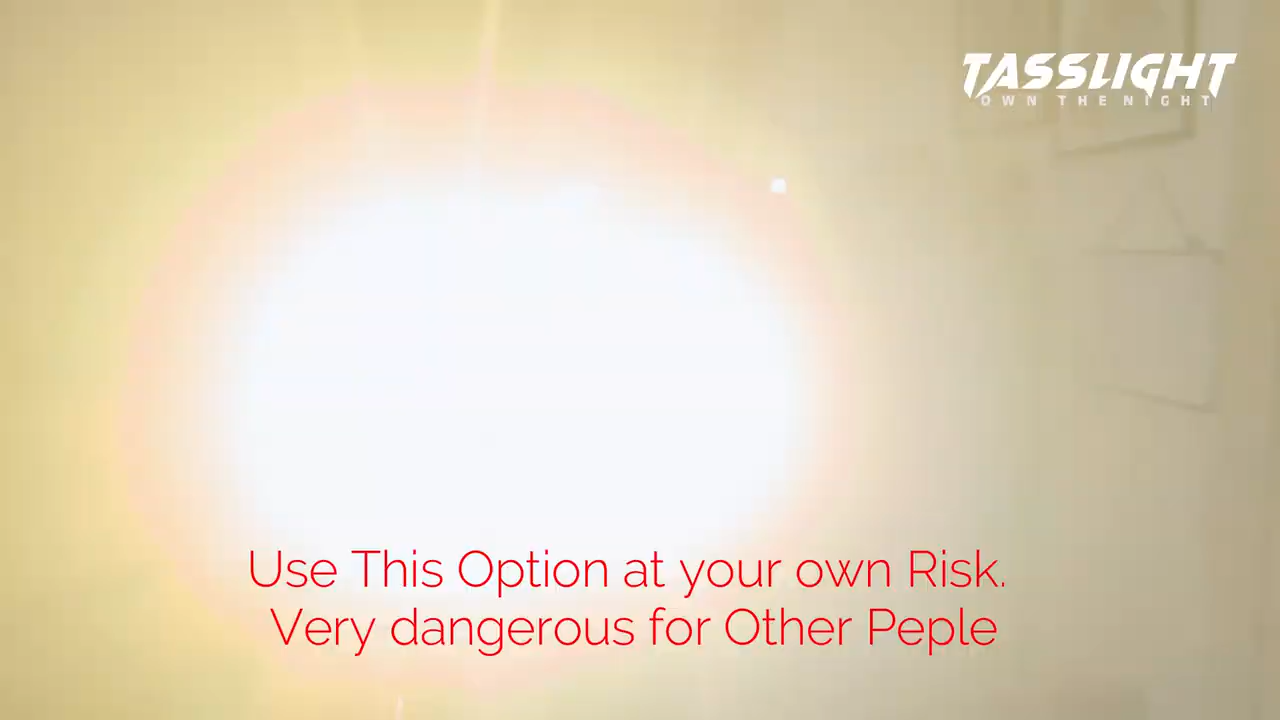 TASSLIGHT
OWN THE NIGHT
Use This Option at your own Risk.
Very dangerous for Other Peple